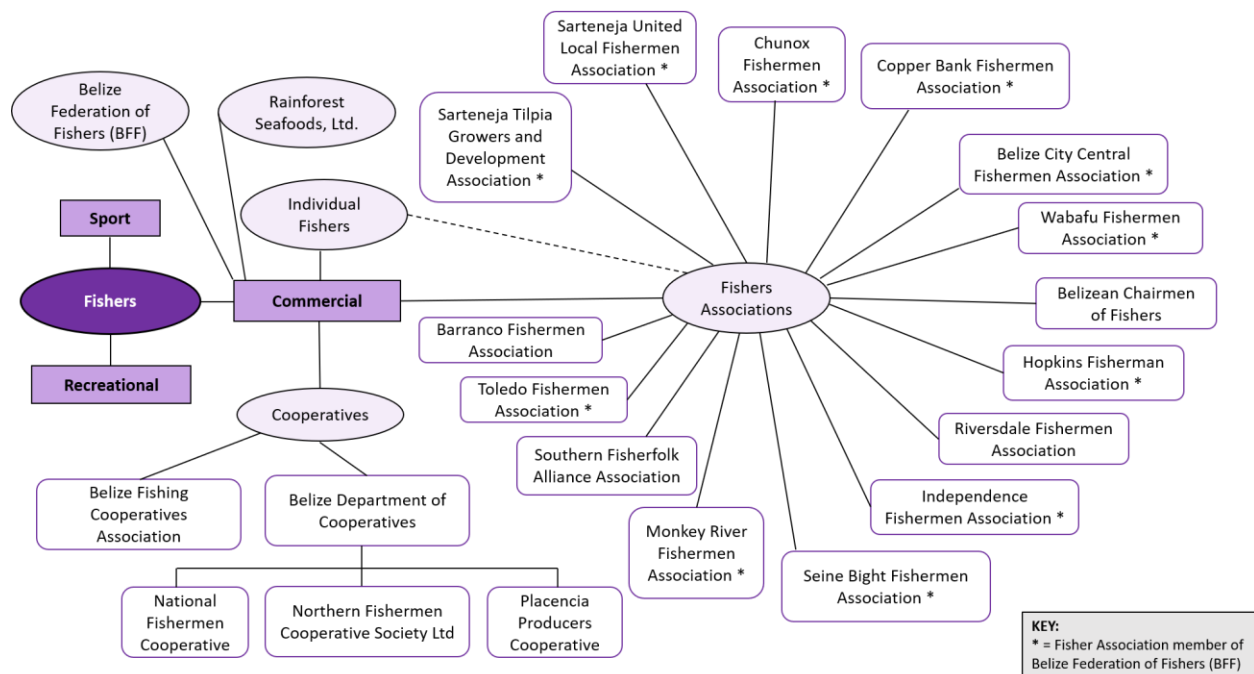 Sarteneja United
Local Fishermen
Association *
Chunox
Fishermen
Association *
Copper Bank Fishermen
Association *
Belize
Federation of
Fishers (BFF)
Rainforest
Seafoods, Ltd.
Sarteneja Tilpia
Growers and
Development
Association *
Belize City Central
Fishermen Association *
Individual
Fishers
Wabafu Fishermen
Association *
Sport
Fishers
Commercial
Fishers
Associations
Belizean Chairmen
of Fishers
Barranco Fishermen
Association
Hopkins Fisherman
Association *
Recreational
Toledo Fishermen
Association *
Cooperatives
Riversdale Fishermen
Association
Southern Fisherfolk
Alliance Association
Belize Fishing
Cooperatives
Association
Belize Department of
Cooperatives
Independence
Fishermen Association *
Monkey River
Fishermen
Association *
Seine Bight Fishermen
Association *
National
Fishermen
Cooperative
Northern Fishermen
Cooperative Society Ltd
Placencia
Producers
Cooperative
KEY:
* = Fisher Association member of
Belize Federation of Fishers (BFF)